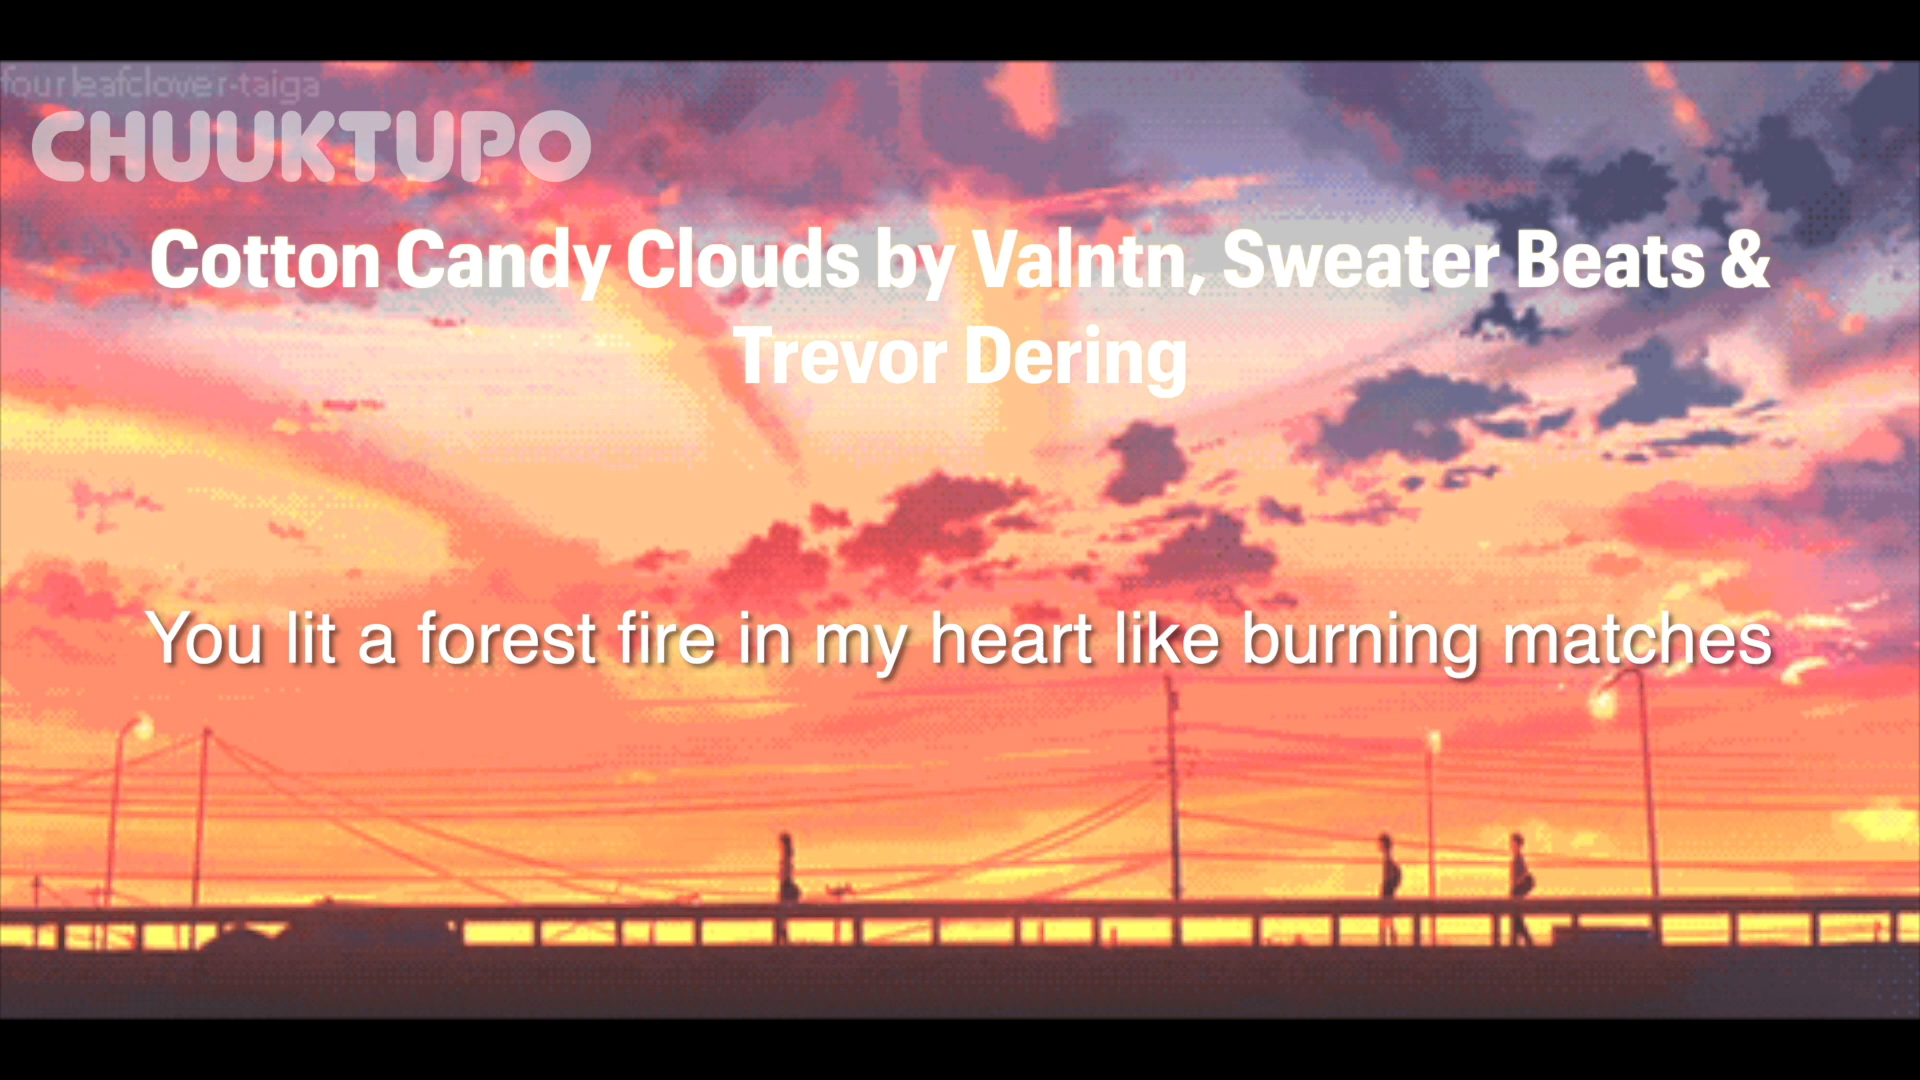 fourleafclover-taiga
CHUUKTUPO
Cotton Candy Clouds by Valntn, Sweater Beats &
Trevor Dering
You lit a forest fire in my heart like burning matches